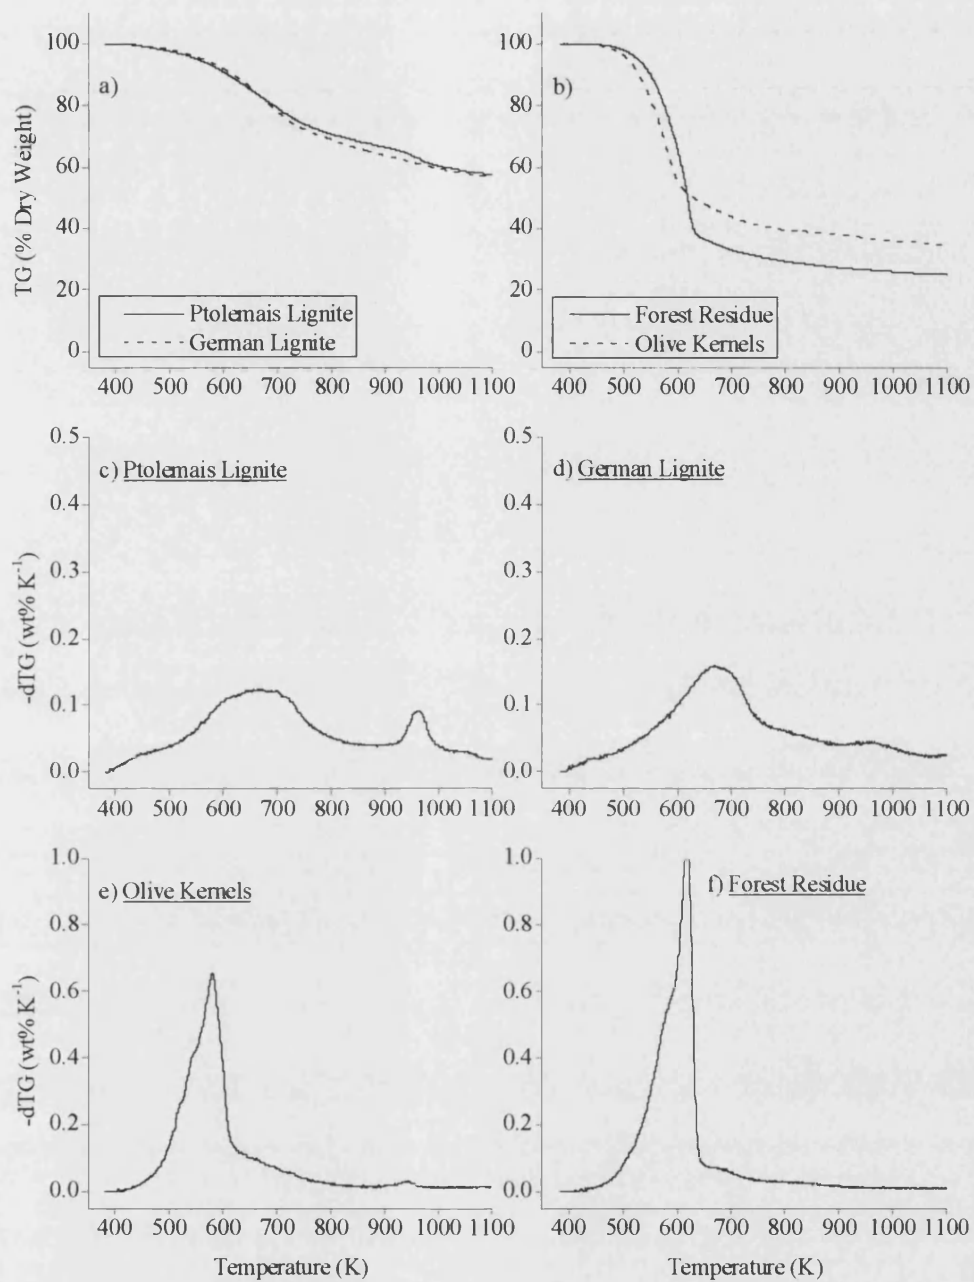 TG (% Dry Weight)
100
80
60
40
20
0
a)
Ptolemais Lignite
German Lignite
400 500 600 700 800 900 1000 1100
100
80
60
40
20
0
b)
Forest Residue
Olive Kernels
400 500 600 700 800 900 1000 1100
-dTG (wt% K⁻¹)
0.5
0.4
0.3
0.2
0.1
0.0
c) Ptolemais Lignite
400 500 600 700 800 900 1000 1100
0.5
0.4
0.3
0.2
0.1
0.0
d) German Lignite
400 500 600 700 800 900 1000 1100
-dTG (wt% K⁻¹)
1.0
0.8
0.6
0.4
0.2
0.0
e) Olive Kernels
400 500 600 700 800 900 1000 1100
Temperature (K)
1.0
0.8
0.6
0.4
0.2
0.0
f) Forest Residue
400 500 600 700 800 900 1000 1100
Temperature (K)